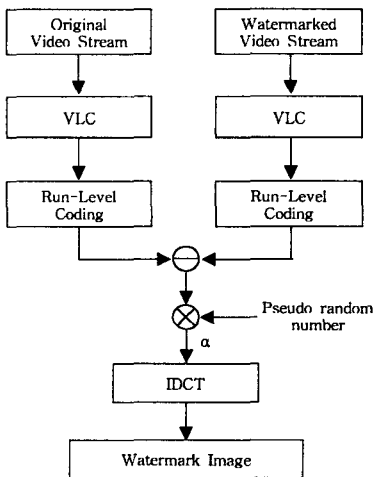 Original
Video Stream
Watermarked
Video Stream
VLC
VLC
Run-Level
Coding
Run-Level
Coding
Pseudo random
number
α
IDCT
Watermark Image